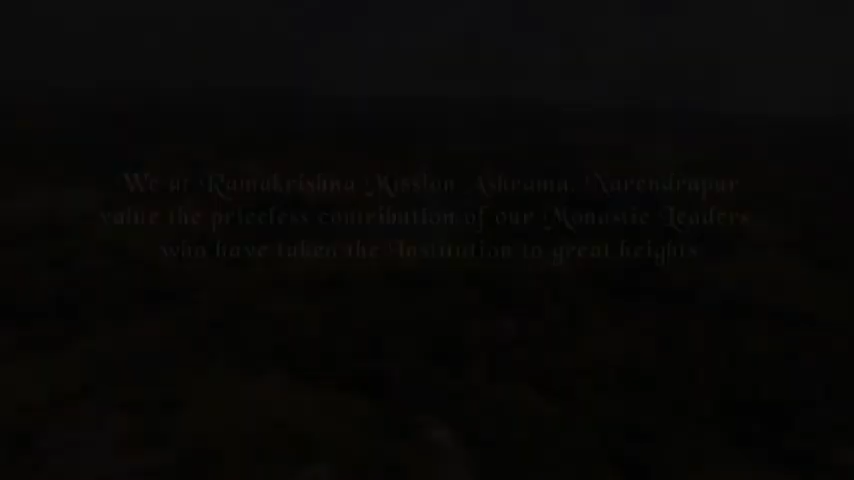 We at Ramakrishna Mission Ashrama, Narendrapur
value the priceless contribution of our Monastic Leaders
who have taken the Institution to great heights